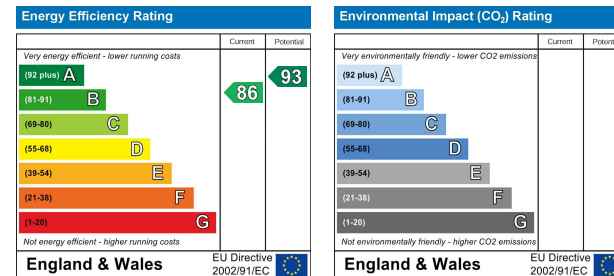 Energy Efficiency Rating
Current Potential
Very energy efficient - lower running costs
(92 plus) A
(81-91) B
(69-80) C
(55-68) D
(39-54) E
(21-38) F
(1-20) G
86
93
Not energy efficient - higher running costs
England & Wales
EU Directive
2002/91/EC
Environmental Impact (CO₂) Rating
Current Potent
Very environmentally friendly - lower CO2 emissions
(92 plus) A
(81-91) B
(69-80) C
(55-68) D
(39-54) E
(21-38) F
(1-20) G
Not environmentally friendly - higher CO2 emissions
England & Wales
EU Directive
2002/91/EC